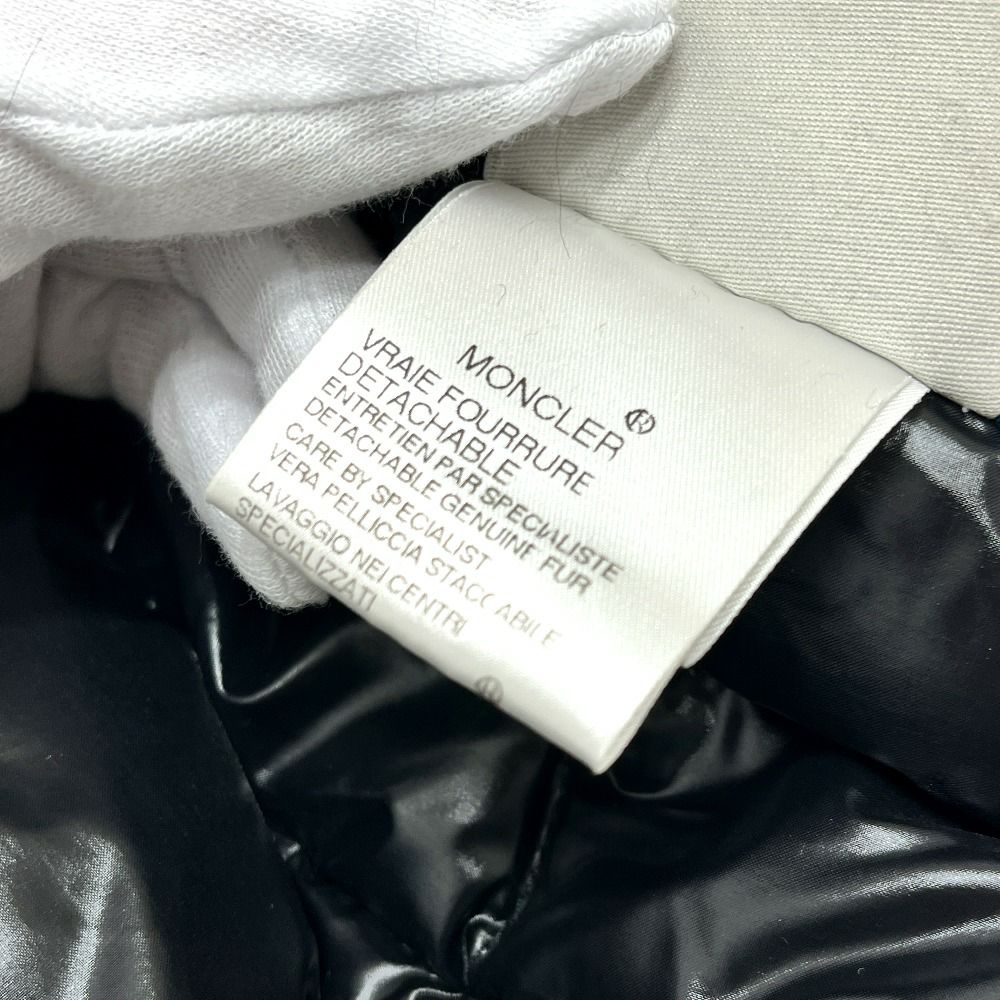 MONCLER®
VRAIE FOURRURE
DETACHABLE
ENTRETIEN PAR SPECIALISTE
DETACHABLE GENUINE FUR
CARE BY SPECIALIST
VERA PELLICCIA STACCABILE
LAVAGGIO NEI CENTRI
SPECIALIZZATI